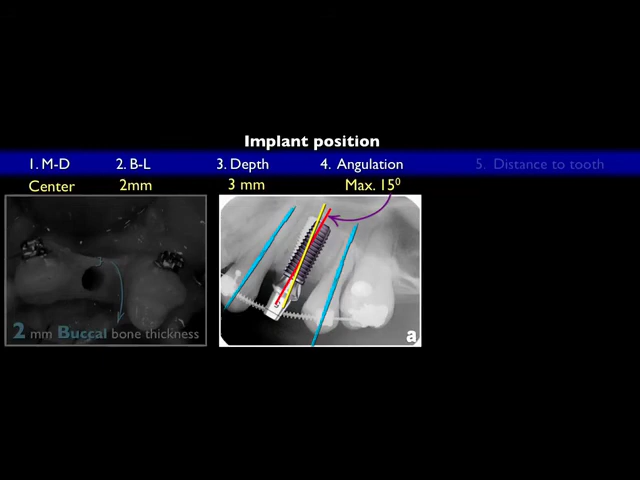 Implant position
1. M-D 2. B-L 3. Depth 4. Angulation 5. Distance to tooth
Center 2mm 3 mm Max. 15⁰
2 mm Buccal bone thickness
a